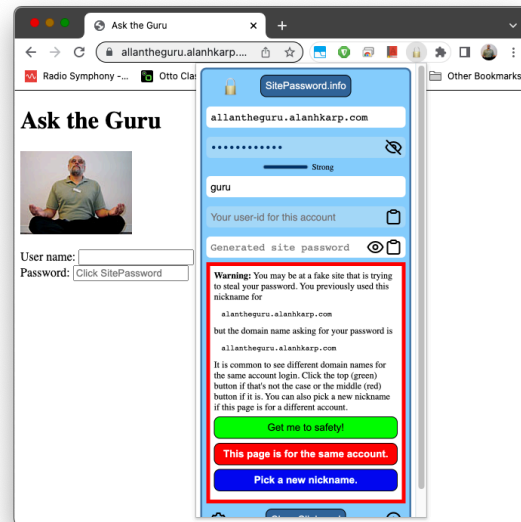 Ask the Guru
allantheguru.alanhkarp....
Radio Symphony -...
Otto Clas
Other Bookmarks
Ask the Guru
User name:
Password: Click SitePassword
SitePassword.info
allantheguru.alanhkarp.com
Strong
guru
Your user-id for this account
Generated site password
Warning: You may be at a fake site that is trying
to steal your password. You previously used this
nickname for
alantheguru.alanhkarp.com
but the domain name asking for your password is
allantheguru.alanhkarp.com
It is common to see different domain names for
the same account login. Click the top (green)
button if that's not the case or the middle (red)
button if it is. You can also pick a new nickname
if this page is for a different account.
Get me to safety!
This page is for the same account.
Pick a new nickname.